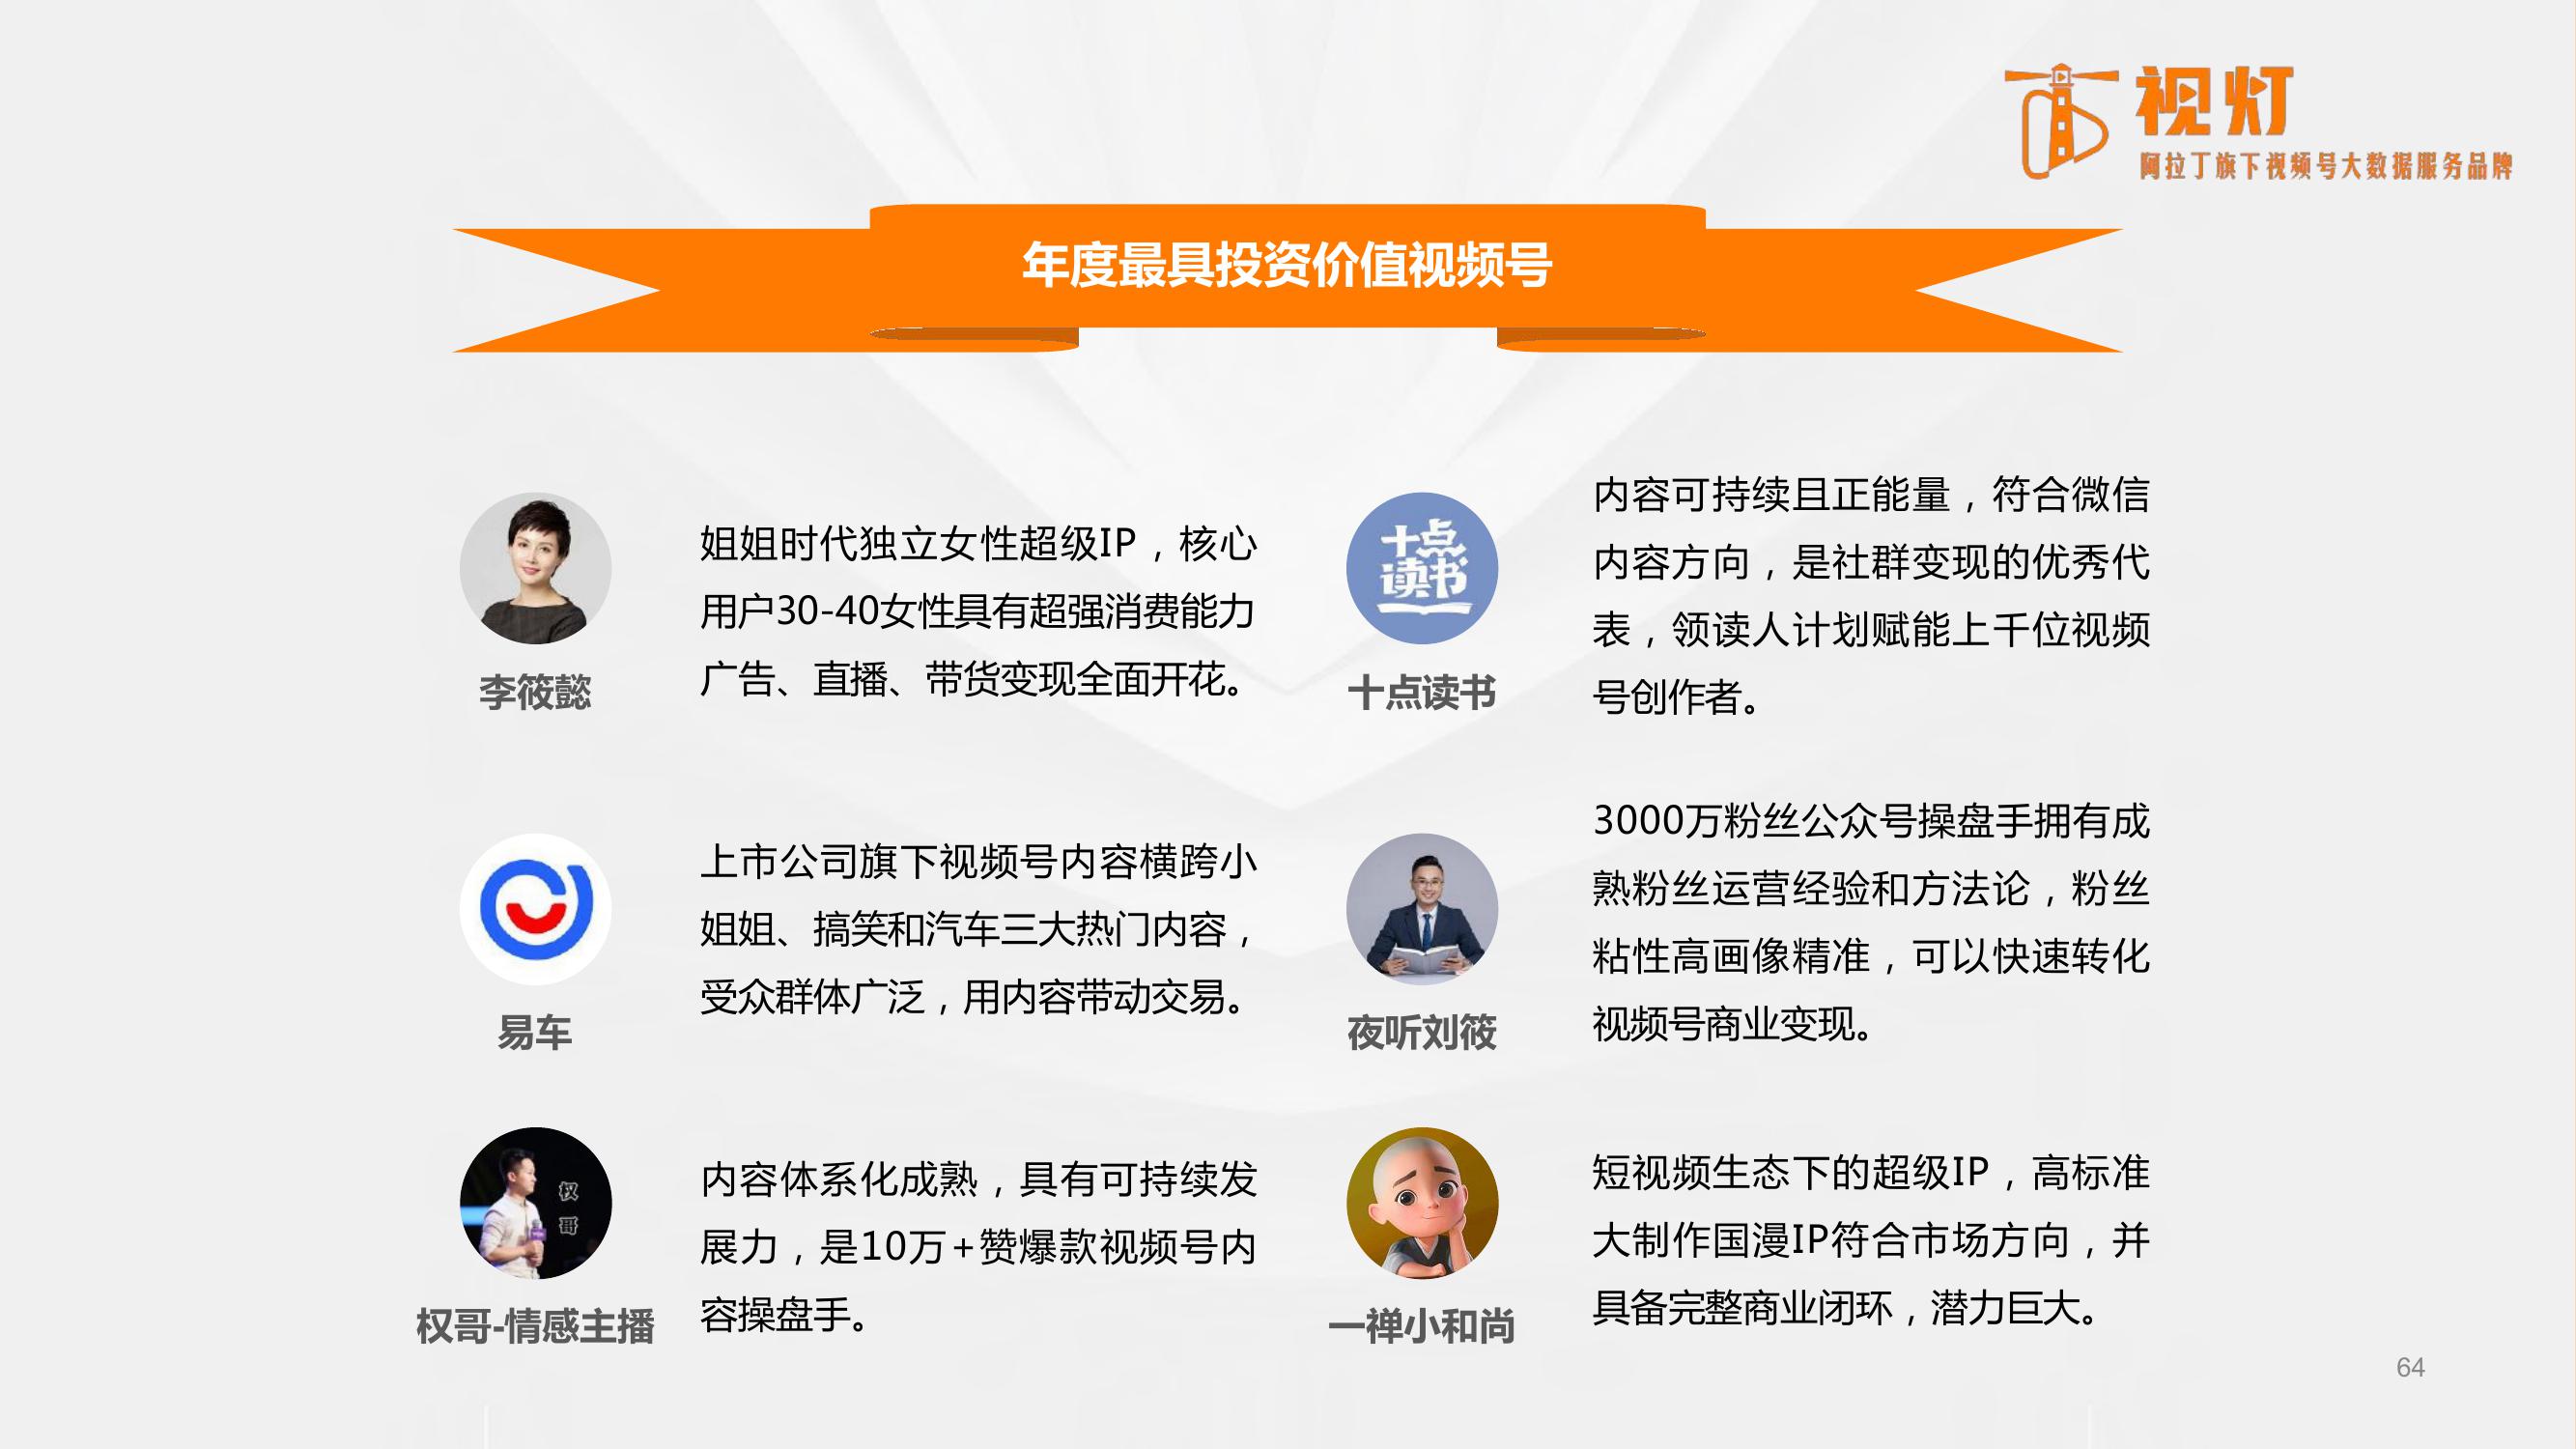 视灯
阿拉丁旗下视频号大数据服务品牌
年度最具投资价值视频号
李筱懿
姐姐时代独立女性超级IP，核心
用户30-40女性具有超强消费能力
广告、直播、带货变现全面开花。
十点
读书
十点读书
内容可持续且正能量，符合微信
内容方向，是社群变现的优秀代
表，领读人计划赋能上千位视频
号创作者。
易车
上市公司旗下视频号内容横跨小
姐姐、搞笑和汽车三大热门内容，
受众群体广泛，用内容带动交易。
夜听刘筱
3000万粉丝公众号操盘手拥有成
熟粉丝运营经验和方法论，粉丝
粘性高画像精准，可以快速转化
视频号商业变现。
权
哥
权哥-情感主播
内容体系化成熟，具有可持续发
展力，是10万+赞爆款视频号内
容操盘手。
一禅小和尚
短视频生态下的超级IP，高标准
大制作国漫IP符合市场方向，并
具备完整商业闭环，潜力巨大。
64